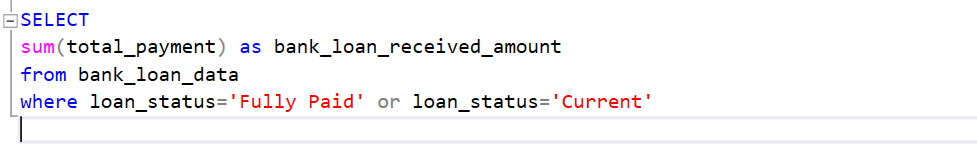 SELECT
sum(total_payment) as bank_loan_received_amount
from bank_loan_data
where loan_status='Fully Paid' or loan_status='Current'